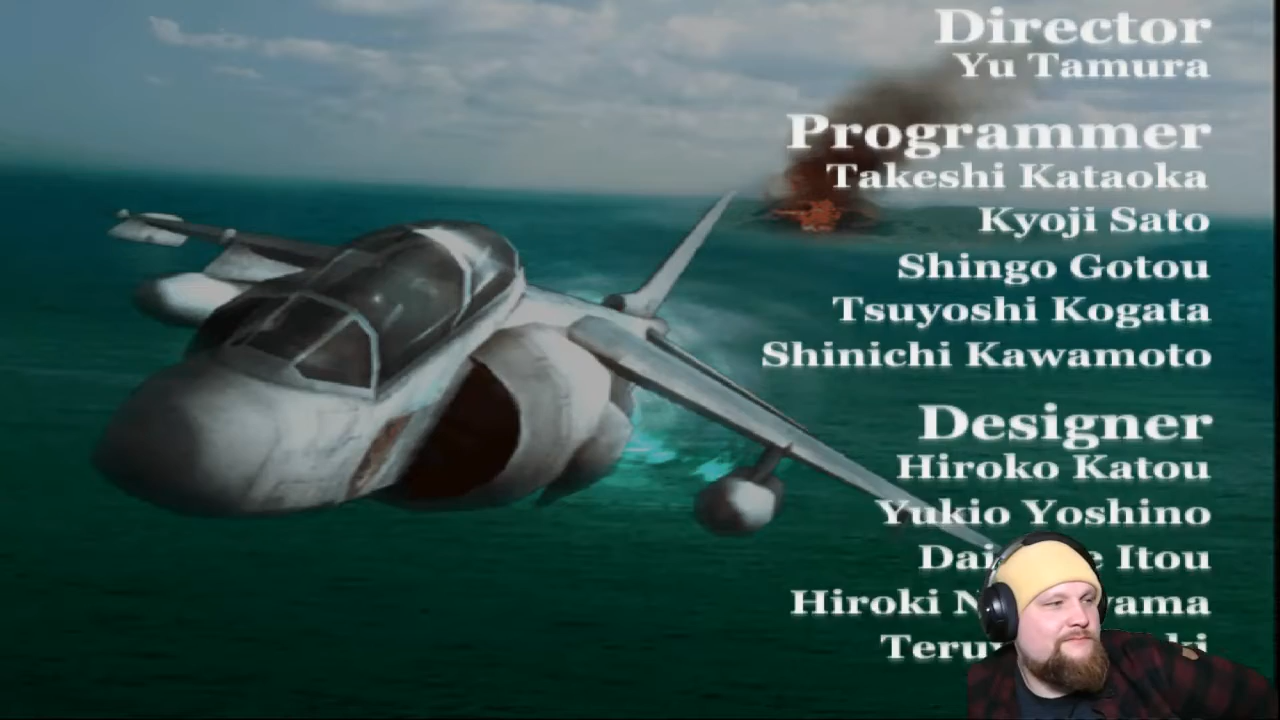 Director
Yu Tamura
Programmer
Takeshi Kataoka
Kyoji Sato
Shingo Gotou
Tsuyoshi Kogata
Shinichi Kawamoto
Designer
Hiroko Katou
Yukio Yoshino
Itou
Hiroki